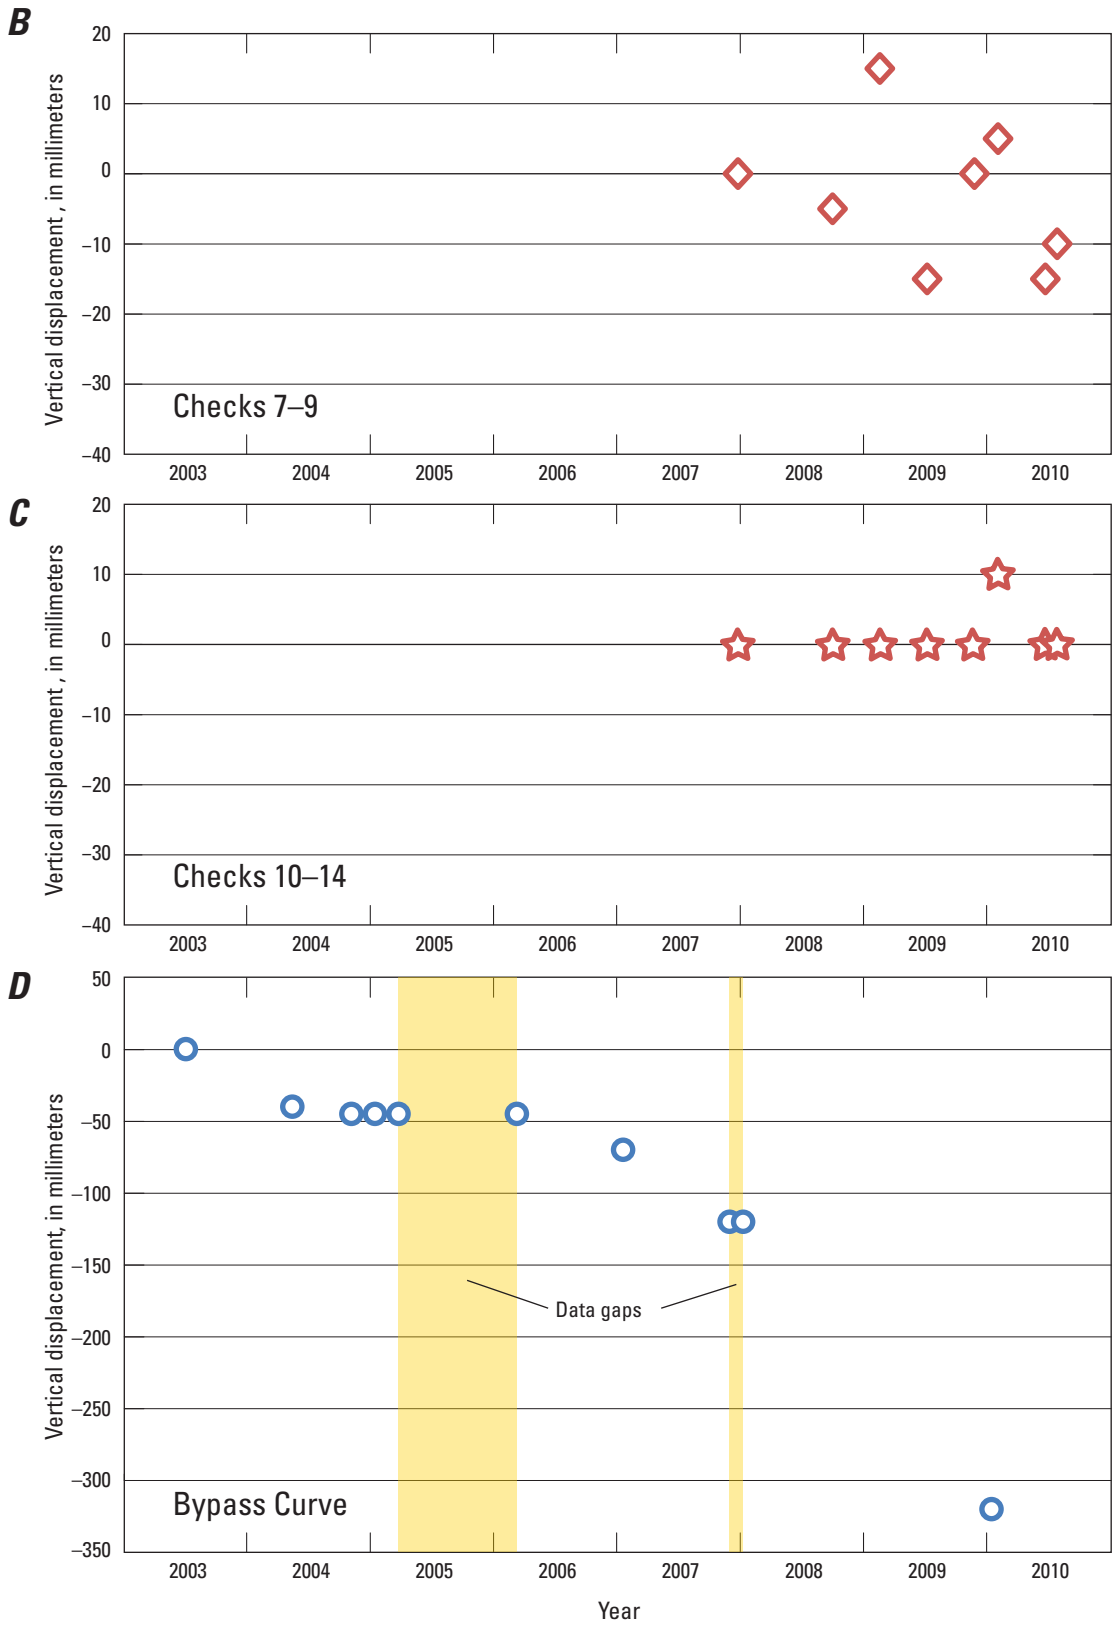 B
Vertical displacement , in millimeters
20
10
0
–10
–20
–30
–40
Checks 7–9
2003 2004 2005 2006 2007 2008 2009 2010
C
Vertical displacement , in millimeters
20
10
0
–10
–20
–30
–40
Checks 10–14
2003 2004 2005 2006 2007 2008 2009 2010
D
Vertical displacement, in millimeters
50
0
–50
–100
–150
–200
–250
–300
–350
Data gaps
Bypass Curve
2003 2004 2005 2006 2007 2008 2009 2010
Year